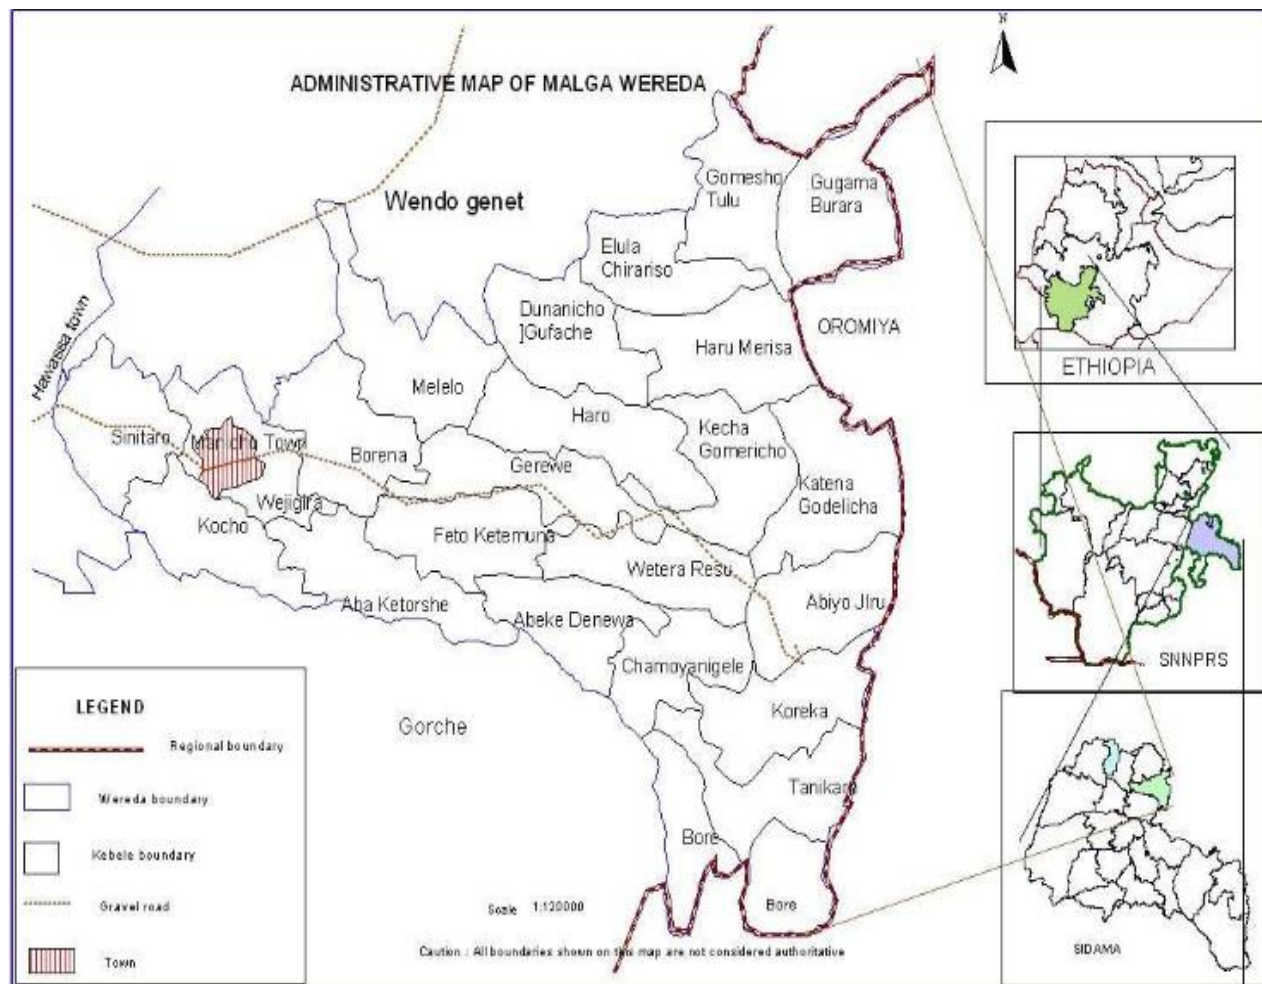 N
ADMINISTRATIVE MAP OF MALGA WEREDA
Wendo genet
Gomesho
Tulu
Gugama
Burara
Elula
Chirariso
Dunanicho
]Gufache
OROMIYA
Haru Merisa
Hawassa town
Melelo
Haro
Kecha
Gomericho
Sinitaro
Town
Borena
Gerewe
Katena
Godelicha
Wejigira
Kocho
Feto Ketemuna
Wetera Resu
Aba Ketorshe
Abeke Denewa
Abiyo JIru
Chamoyanigele
Koreka
Gorche
Tanikaro
Bore
Bore
LEGEND
Regional boundary
Wereda boundary
Kebele boundary
Gravel road
Town
Scale 1:120000
Caution : All boundaries shown on this map are not considered authoritative
ETHIOPIA
SNNPRS
SIDAMA